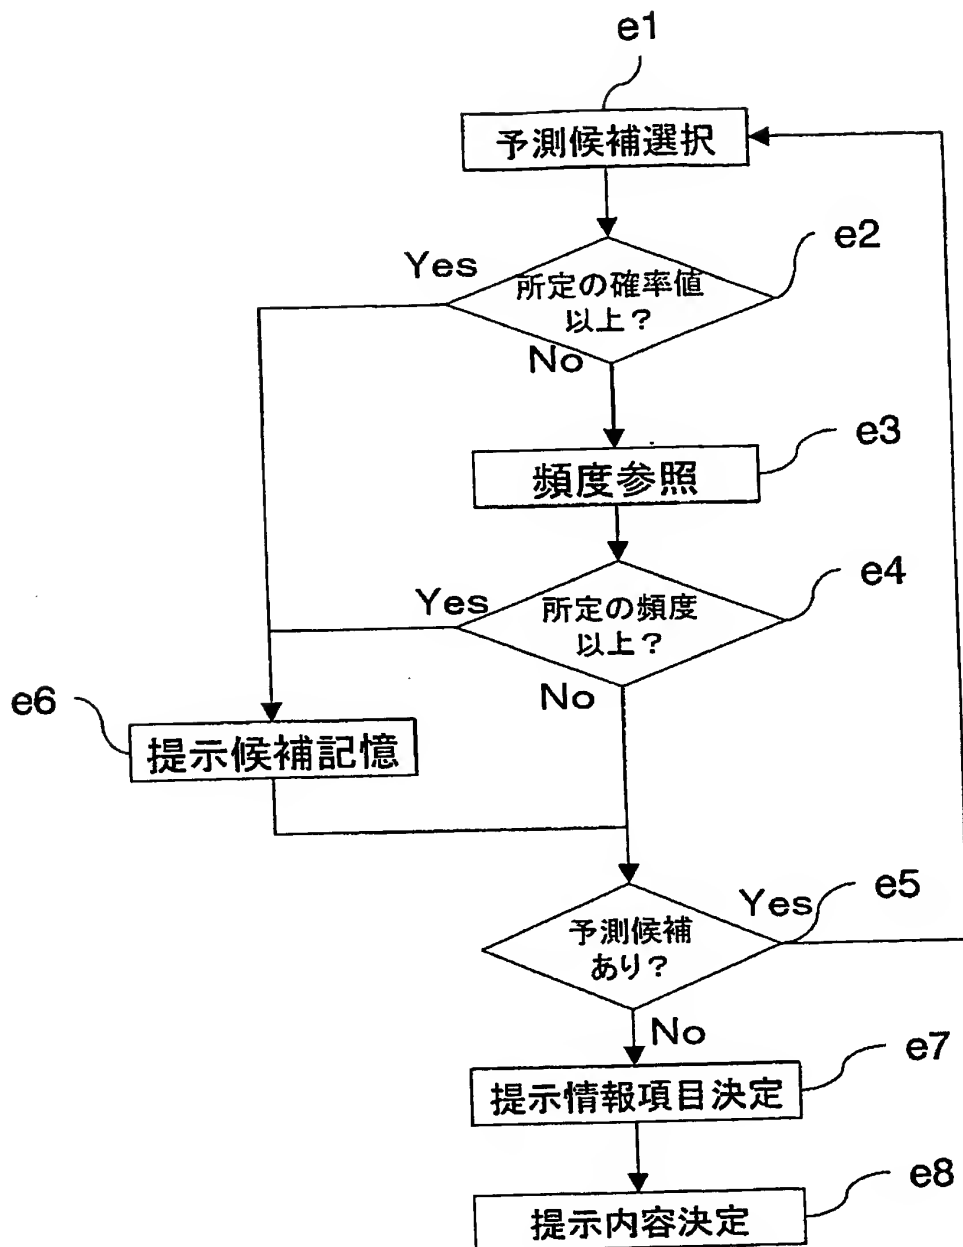 e1
予測候補選択
e2
Yes
所定の確率値
以上?
No
e3
頻度参照
e4
Yes
所定の頻度
以上?
No
e6
提示候補記憶
e5
Yes
予測候補
あり?
No
e7
提示情報項目決定
e8
提示内容決定